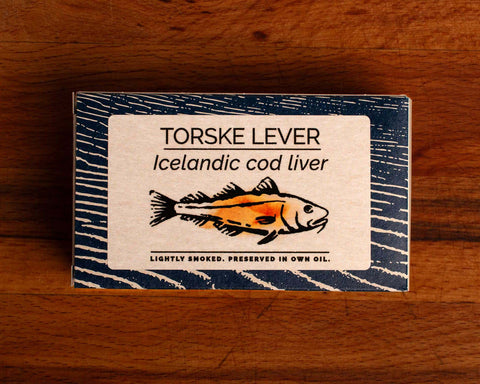 TORSKE LEVER
Icelandic cod liver
LIGHTLY SMOKED. PRESERVED IN OWN OIL.